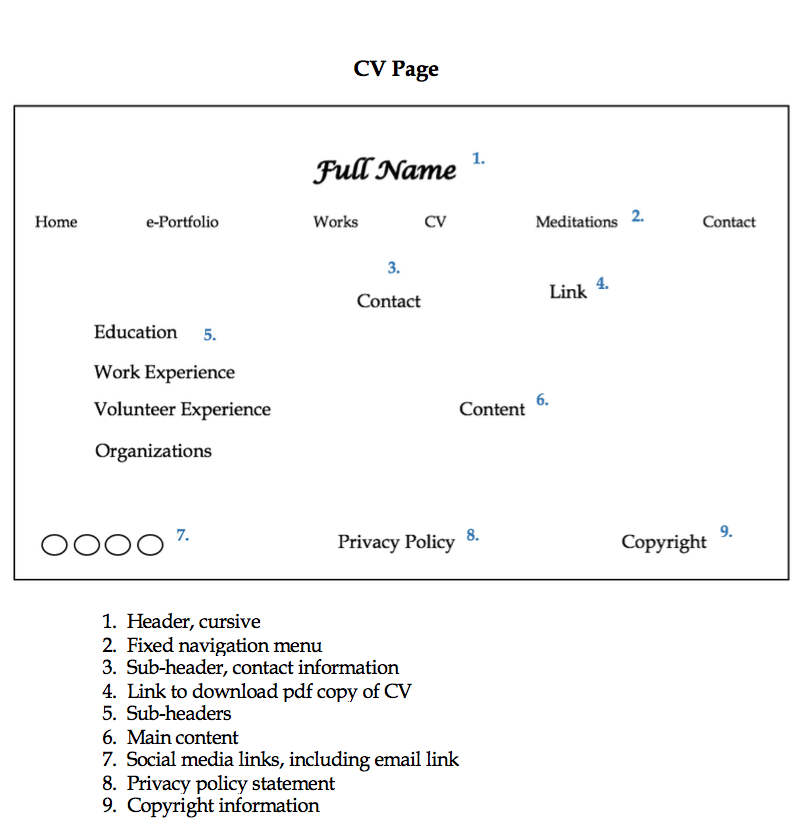 CV Page
Full Name 1.
Home e-Portfolio Works CV Meditations 2. Contact
3.
Contact
Link 4.
Education 5.
Work Experience
Volunteer Experience
Content 6.
Organizations
7.
Privacy Policy 8.
Copyright 9.
1. Header, cursive
2. Fixed navigation menu
3. Sub-header, contact information
4. Link to download pdf copy of CV
5. Sub-headers
6. Main content
7. Social media links, including email link
8. Privacy policy statement
9. Copyright information